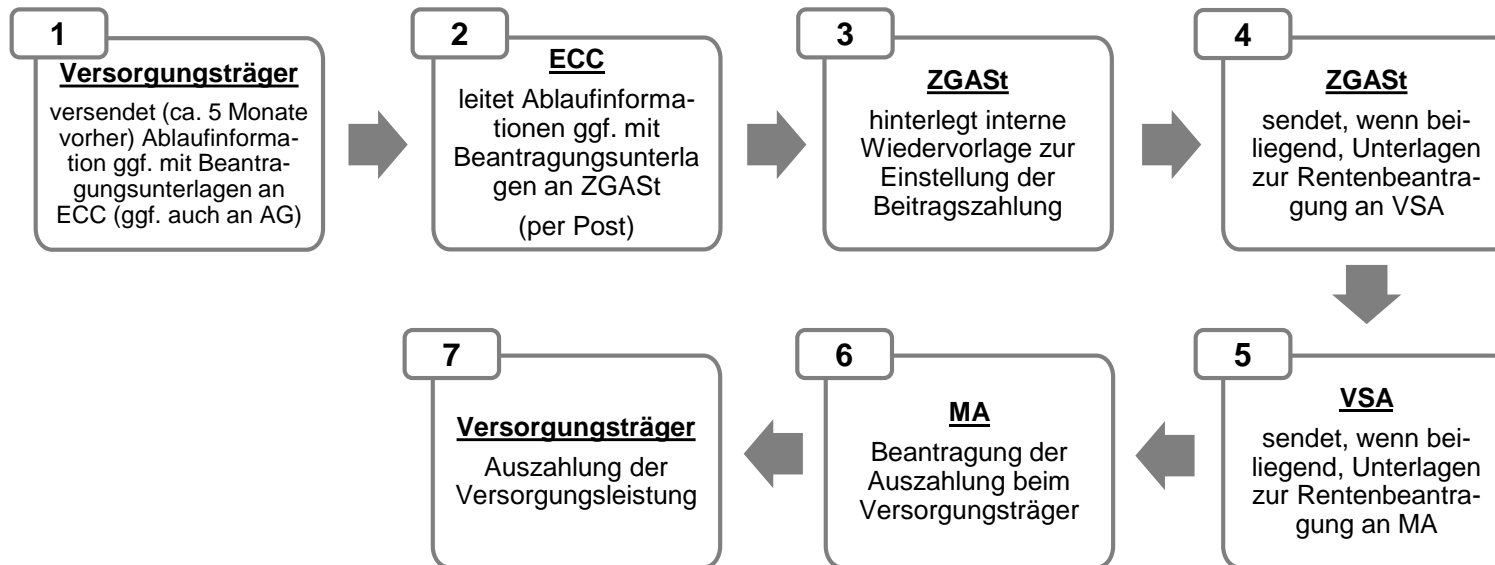 1
Versorgungsträger
versendet (ca. 5 Monate
vorher) Ablaufinforma-
tion ggf. mit Beantra-
gungsunterlagen an
ECC (ggf. auch an AG)
2
ECC
leitet Ablaufinforma-
tionen ggf. mit
Beantragungsunterla
gen an ZGASt
(per Post)
3
ZGASt
hinterlegt interne
Wiedervorlage zur
Einstellung der
Beitragszahlung
4
ZGASt
sendet, wenn bei-
liegend, Unterlagen
zur Rentenbeantra-
gung an VSA
5
VSA
sendet, wenn bei-
liegend, Unterlagen
zur Rentenbeantra-
gung an MA
6
MA
Beantragung der
Auszahlung beim
Versorgungsträger
7
Versorgungsträger
Auszahlung der
Versorgungsleistung